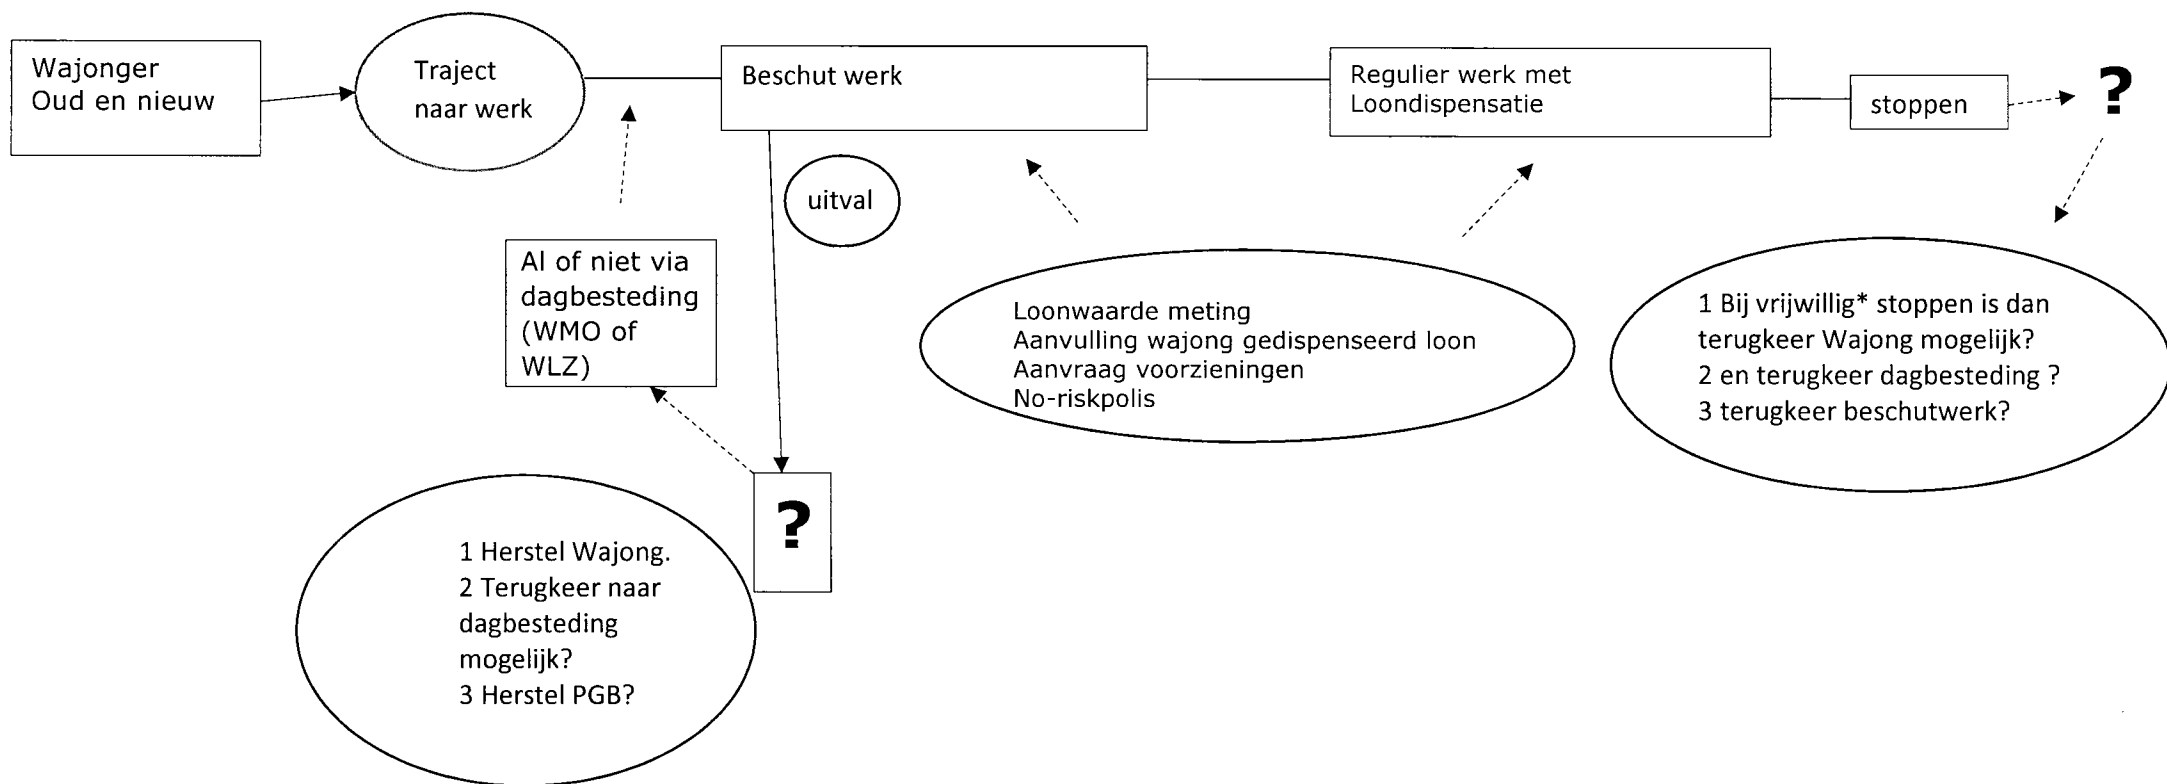 Wajonger
Oud en nieuw
Traject
naar werk
Beschut werk
Regulier werk met
Loondispensatie
stoppen
?
uitval
Al of niet via
dagbesteding
(WMO of
WLZ)
Loonwaarde meting
Aanvulling wajong gedispenseerd loon
Aanvraag voorzieningen
No-riskpolis
1 Bij vrijwillig* stoppen is dan
terugkeer Wajong mogelijk?
2 en terugkeer dagbesteding ?
3 terugkeer beschutwerk?
?
1 Herstel Wajong.
2 Terugkeer naar
dagbesteding
mogelijk?
3 Herstel PGB?